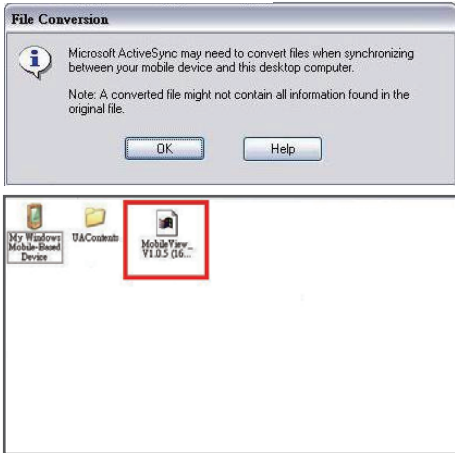 File Conversion
Microsoft ActiveSync may need to convert files when synchronizing
between your mobile device and this desktop computer.
Note: A converted file might not contain all information found in the
original file.
OK Help
My Windows
Mobile-Based
Device
UAContents
MobileView_
V1.0.5 (16...